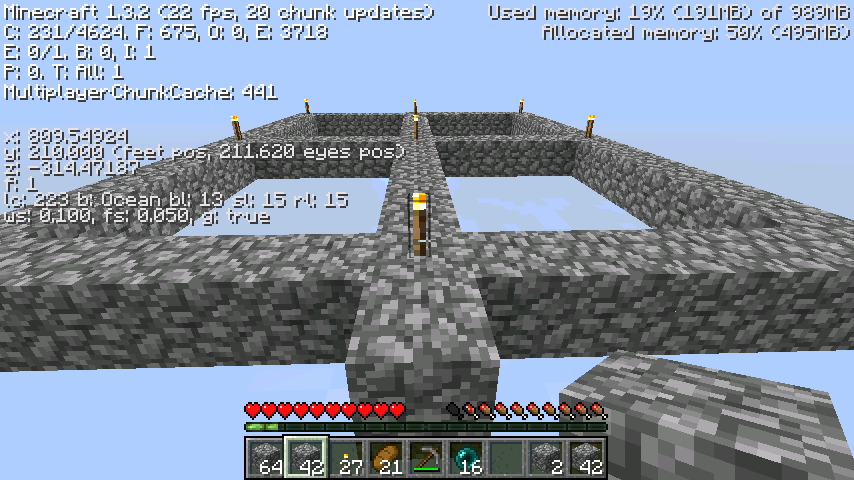 Minecraft 1.3.2 (22 fps, 20 chunk updates)
C: 231/4624, F: 675, O: 0, E: 3718
E: 0/1, B: 0, I: 1
P: 0, T: All: 1
MultiplayerChunkCache: 441
Used memory: 19% (191MB) of 989MB
Allocated memory: 50% (495MB)
x: 309.54924
y: 210.000 (feet pos, 211.620 eyes pos)
z: -314.47187
f: 1
lc: 223 b: Ocean bl: 13 sl: 15 rl: 15
ws: 0.100, fs: 0.050, g: true
64 42 27 21 16 2 42